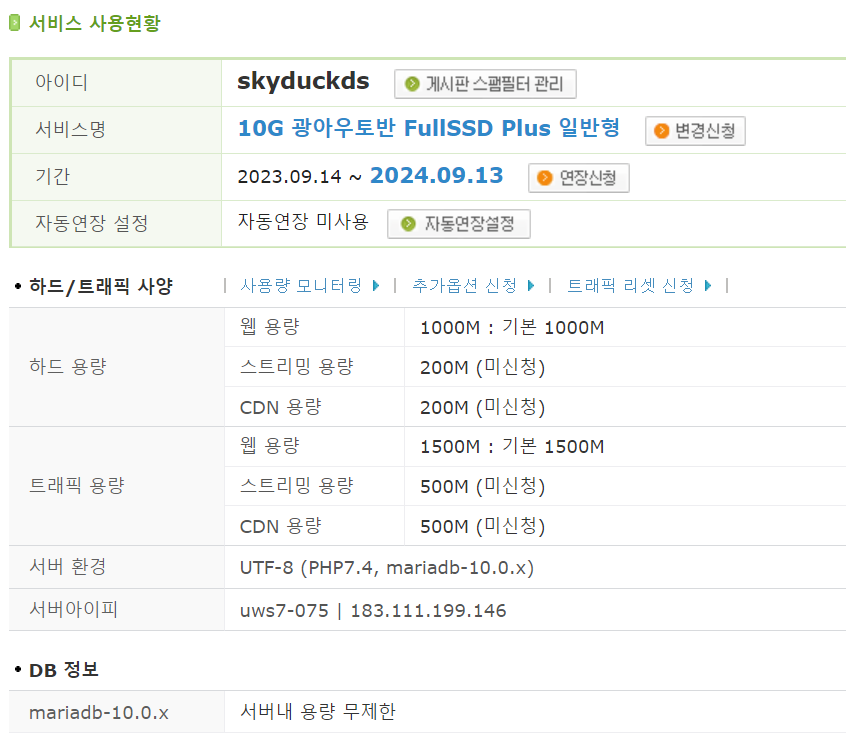 서비스 사용현황
아이디 skyduckds 게시판 스팸필터 관리
서비스명 10G 광아우토반 FullSSD Plus 일반형 변경신청
기간 2023.09.14 ~ 2024.09.13 연장신청
자동연장 설정 자동연장 미사용 자동연장설정
• 하드/트래픽 사양 | 사용량 모니터링 | 추가옵션 신청 | 트래픽 리셋 신청 |
하드 용량
웹 용량 1000M : 기본 1000M
스트리밍 용량 200M (미신청)
CDN 용량 200M (미신청)
트래픽 용량
웹 용량 1500M : 기본 1500M
스트리밍 용량 500M (미신청)
CDN 용량 500M (미신청)
서버 환경 UTF-8 (PHP7.4, mariadb-10.0.x)
서버아이피 uws7-075 | 183.111.199.146
• DB 정보
mariadb-10.0.x 서버내 용량 무제한